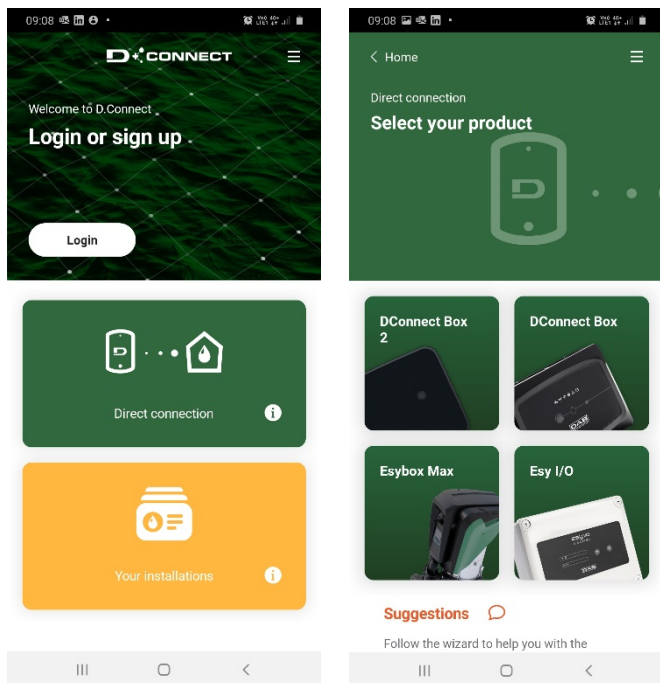 09:08
D+CONNECT
Welcome to D.Connect
Login or sign up
Login
Direct connection
Your installations
09:08
Home
Direct connection
Select your product
DConnect Box
2
DConnect Box
Esybox Max
Esy I/O
Suggestions
Follow the wizard to help you with the